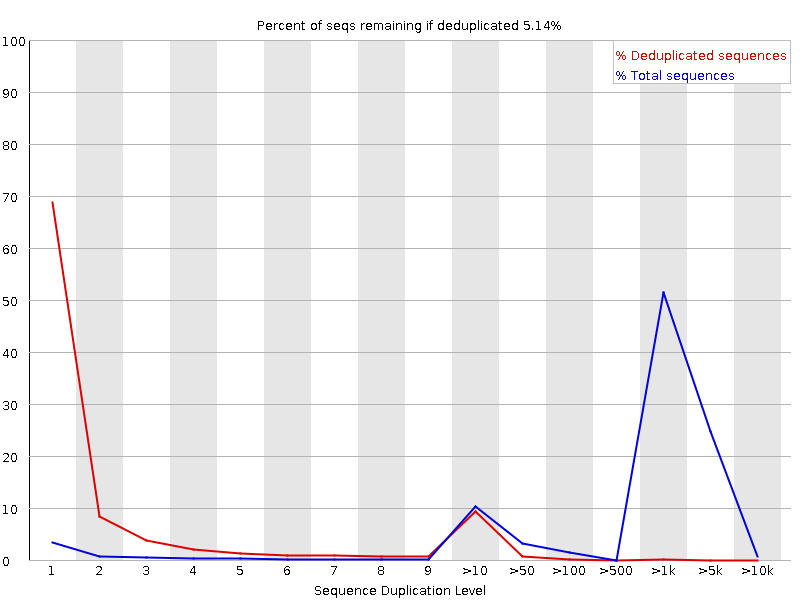 Percent of seqs remaining if deduplicated 5.14%
% Deduplicated sequences
% Total sequences
100
90
80
70
60
50
40
30
20
10
0
1 2 3 4 5 6 7 8 9 >10 >50 >100 >500 >1k >5k >10k
Sequence Duplication Level